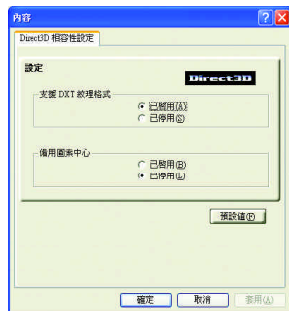 內容
Direct3D 相容性設定
設定
Direct3D
支援 DXT 紋理格式
已啟用(A)
已停用(S)
備用圖素中心
已啟用(B)
已停用(L)
預設值(F)
確定
取消
套用(A)